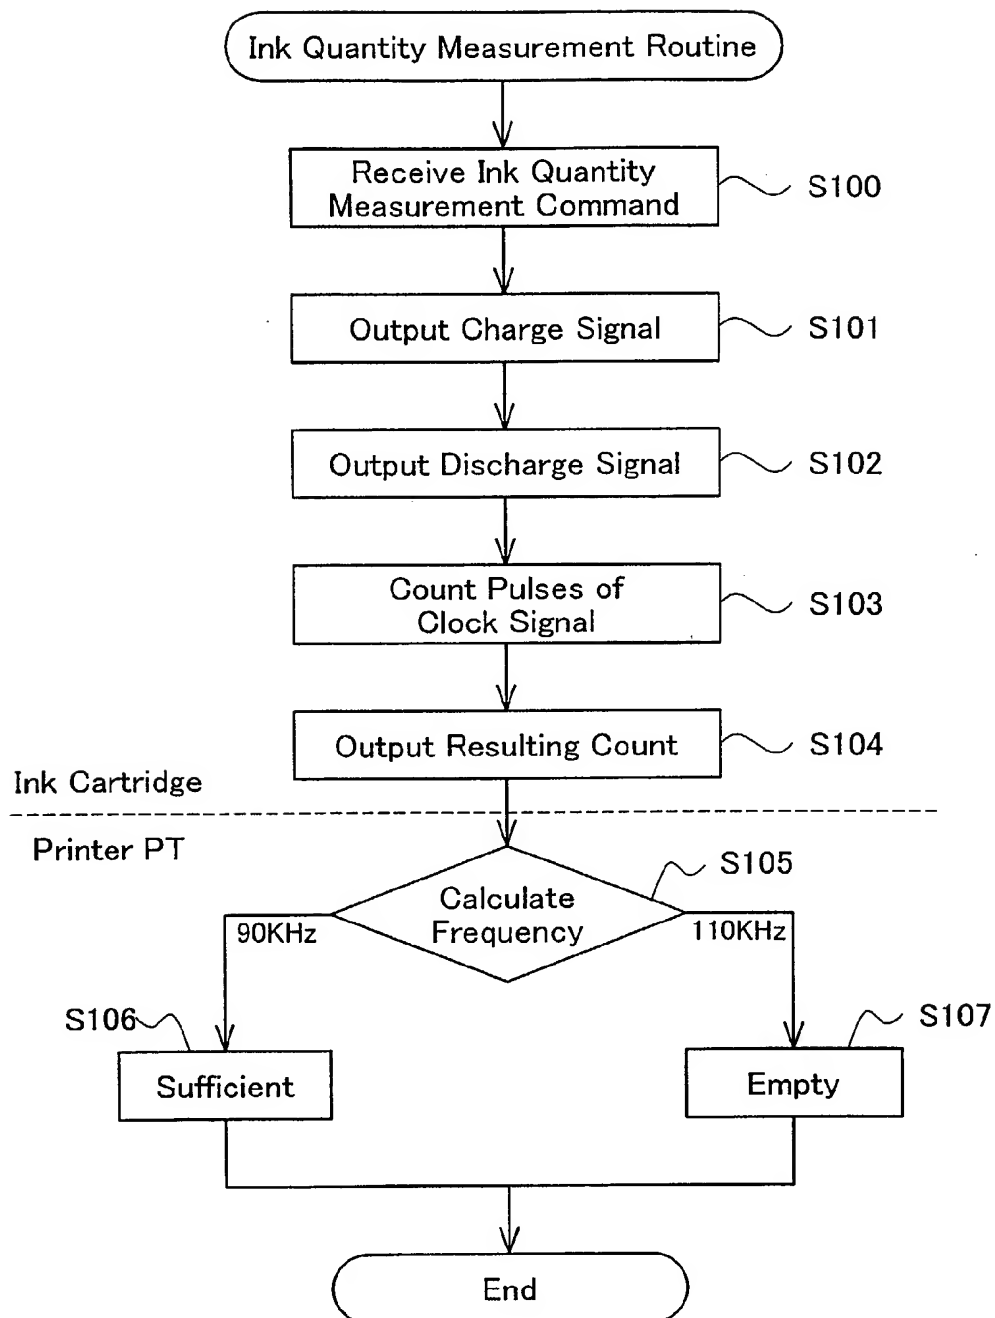 Ink Quantity Measurement Routine
Receive Ink Quantity
Measurement Command
S100
Output Charge Signal
S101
Output Discharge Signal
S102
Count Pulses of
Clock Signal
S103
Output Resulting Count
S104
Ink Cartridge
Printer PT
S105
Calculate
Frequency
90KHz
110KHz
S106
S107
Sufficient
Empty
End